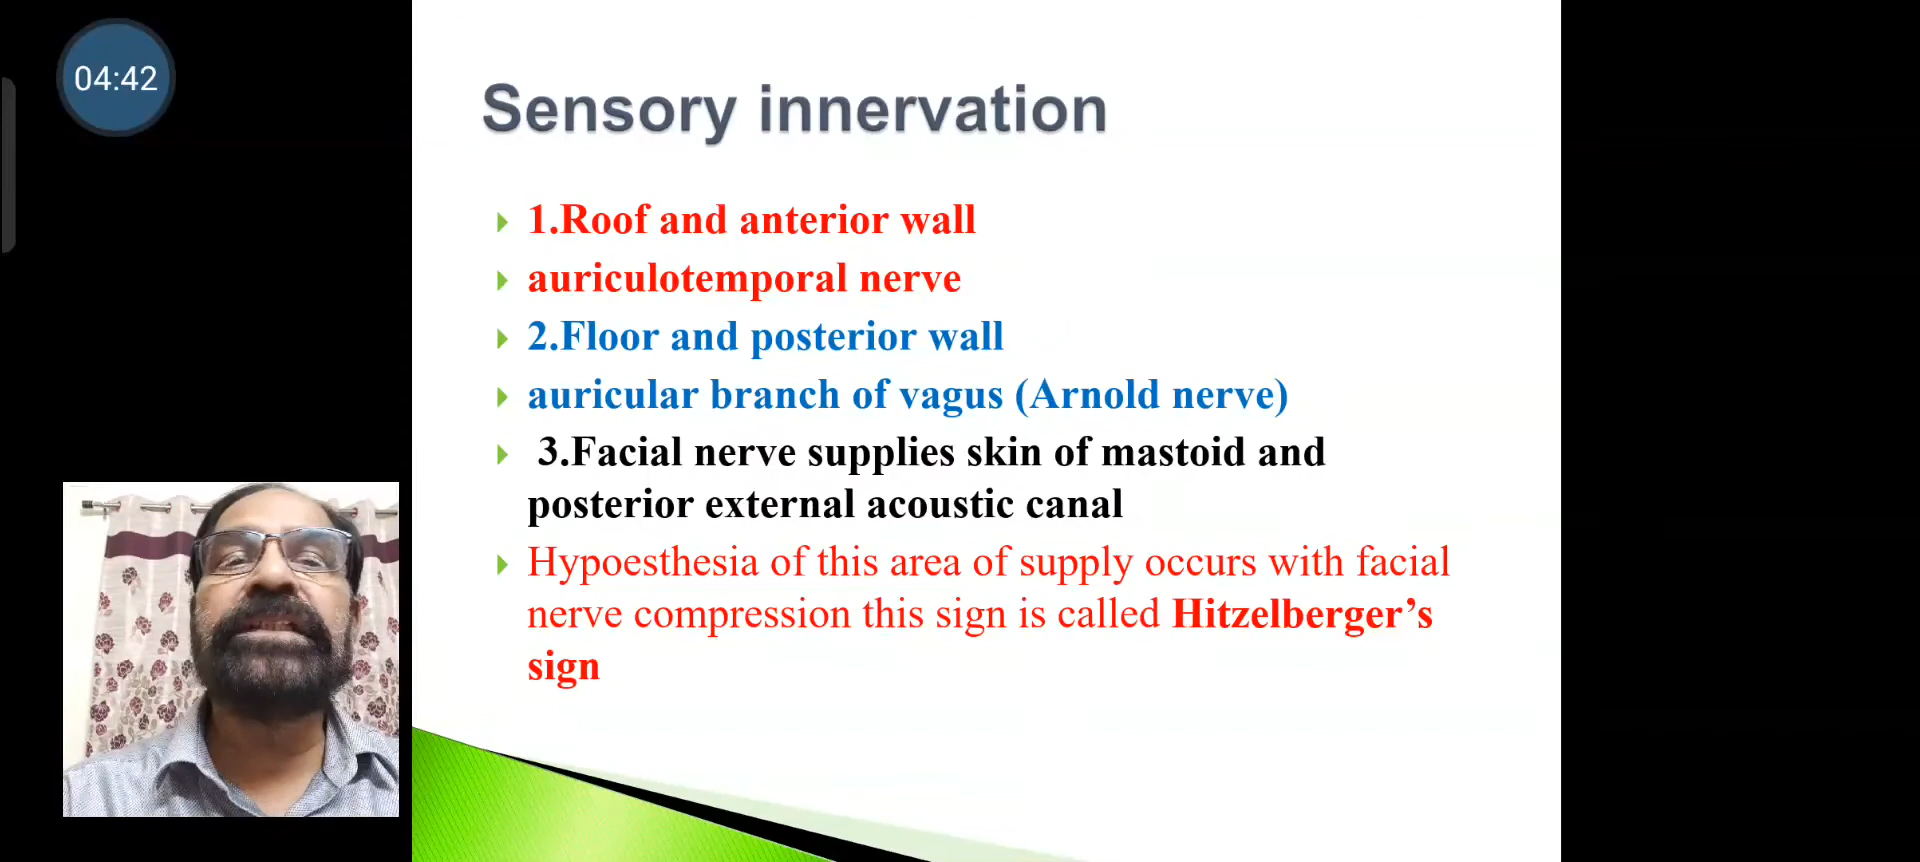 04:42
Sensory innervation
1.Roof and anterior wall
auriculotemporal nerve
2.Floor and posterior wall
auricular branch of vagus (Arnold nerve)
3.Facial nerve supplies skin of mastoid and
posterior external acoustic canal
Hypoesthesia of this area of supply occurs with facial
nerve compression this sign is called Hitzelberger’s
sign